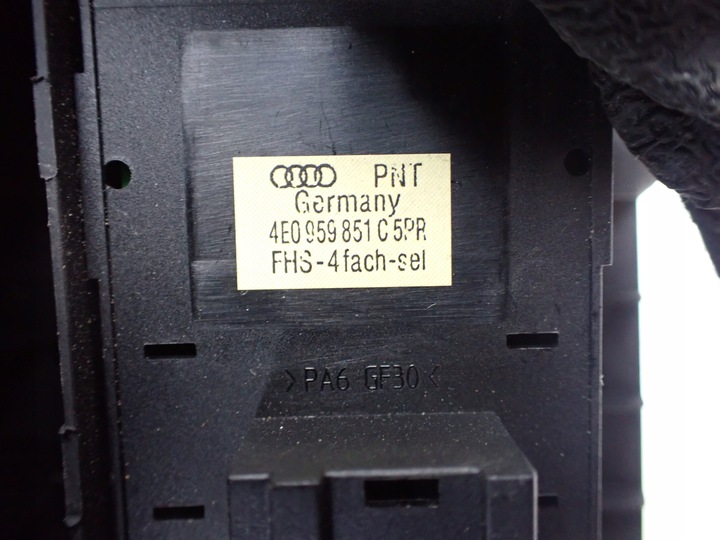 PNT
Germany
4E0 959 851 C 5PR
FHS-4fach-sel
>PA6 GF30<